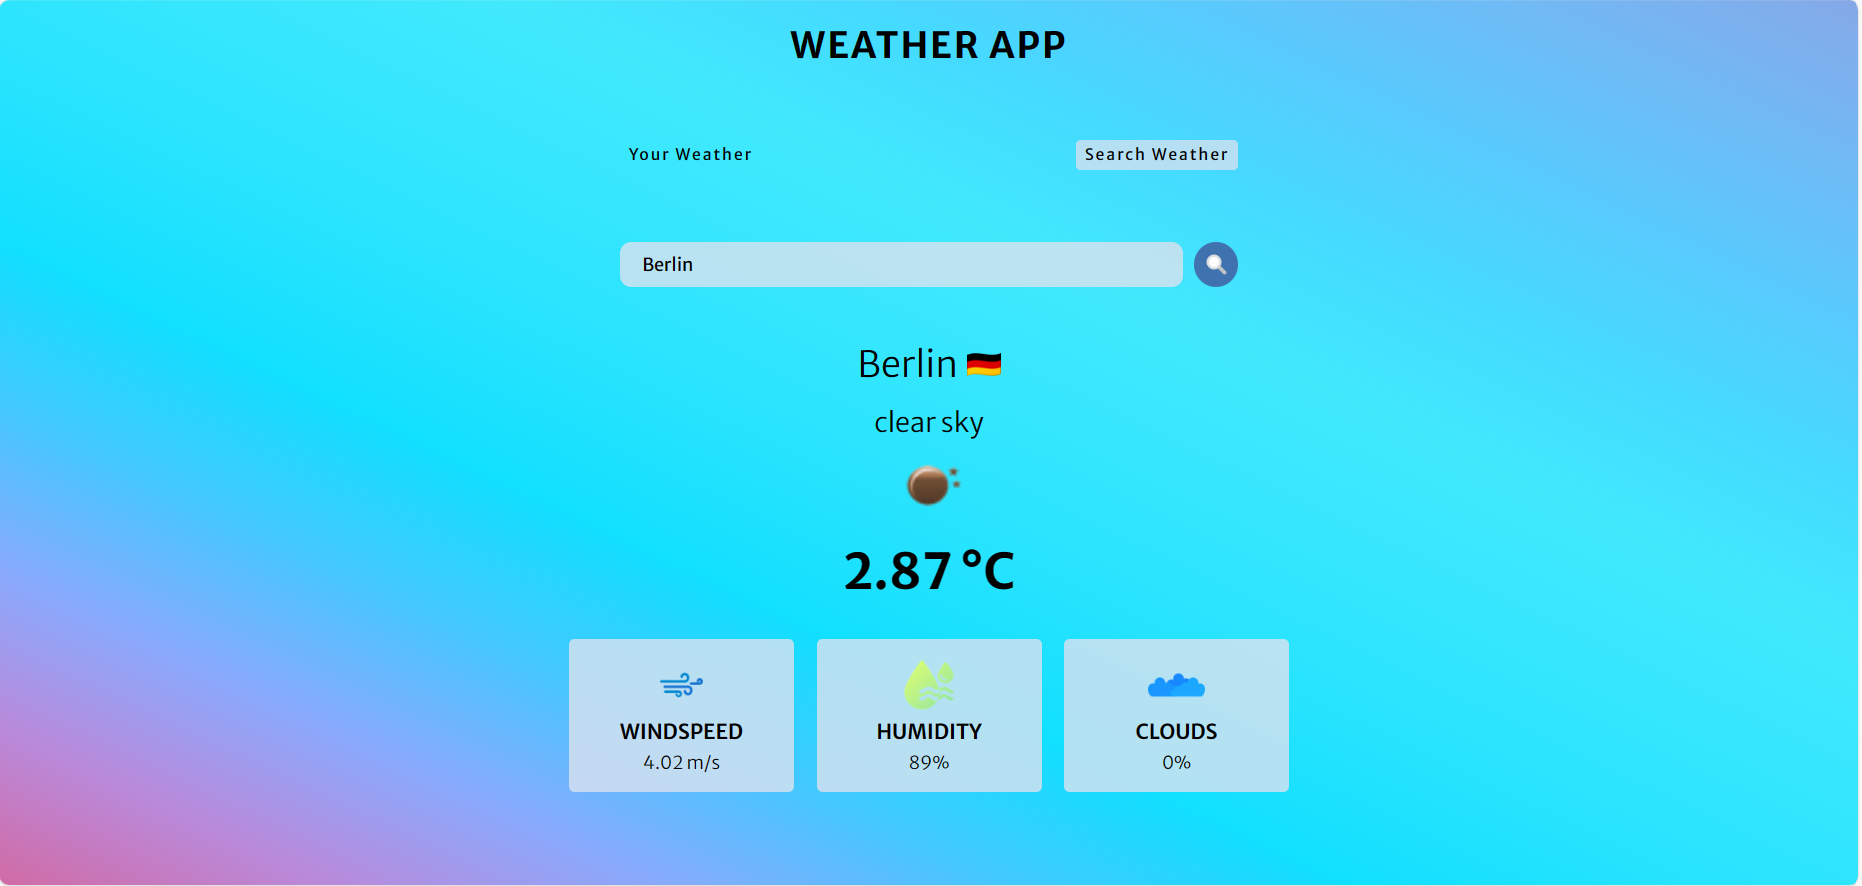 WEATHER APP
Your Weather
Search Weather
Berlin
Berlin
clear sky
2.87 °C
WINDSPEED
4.02 m/s
HUMIDITY
89%
CLOUDS
0%